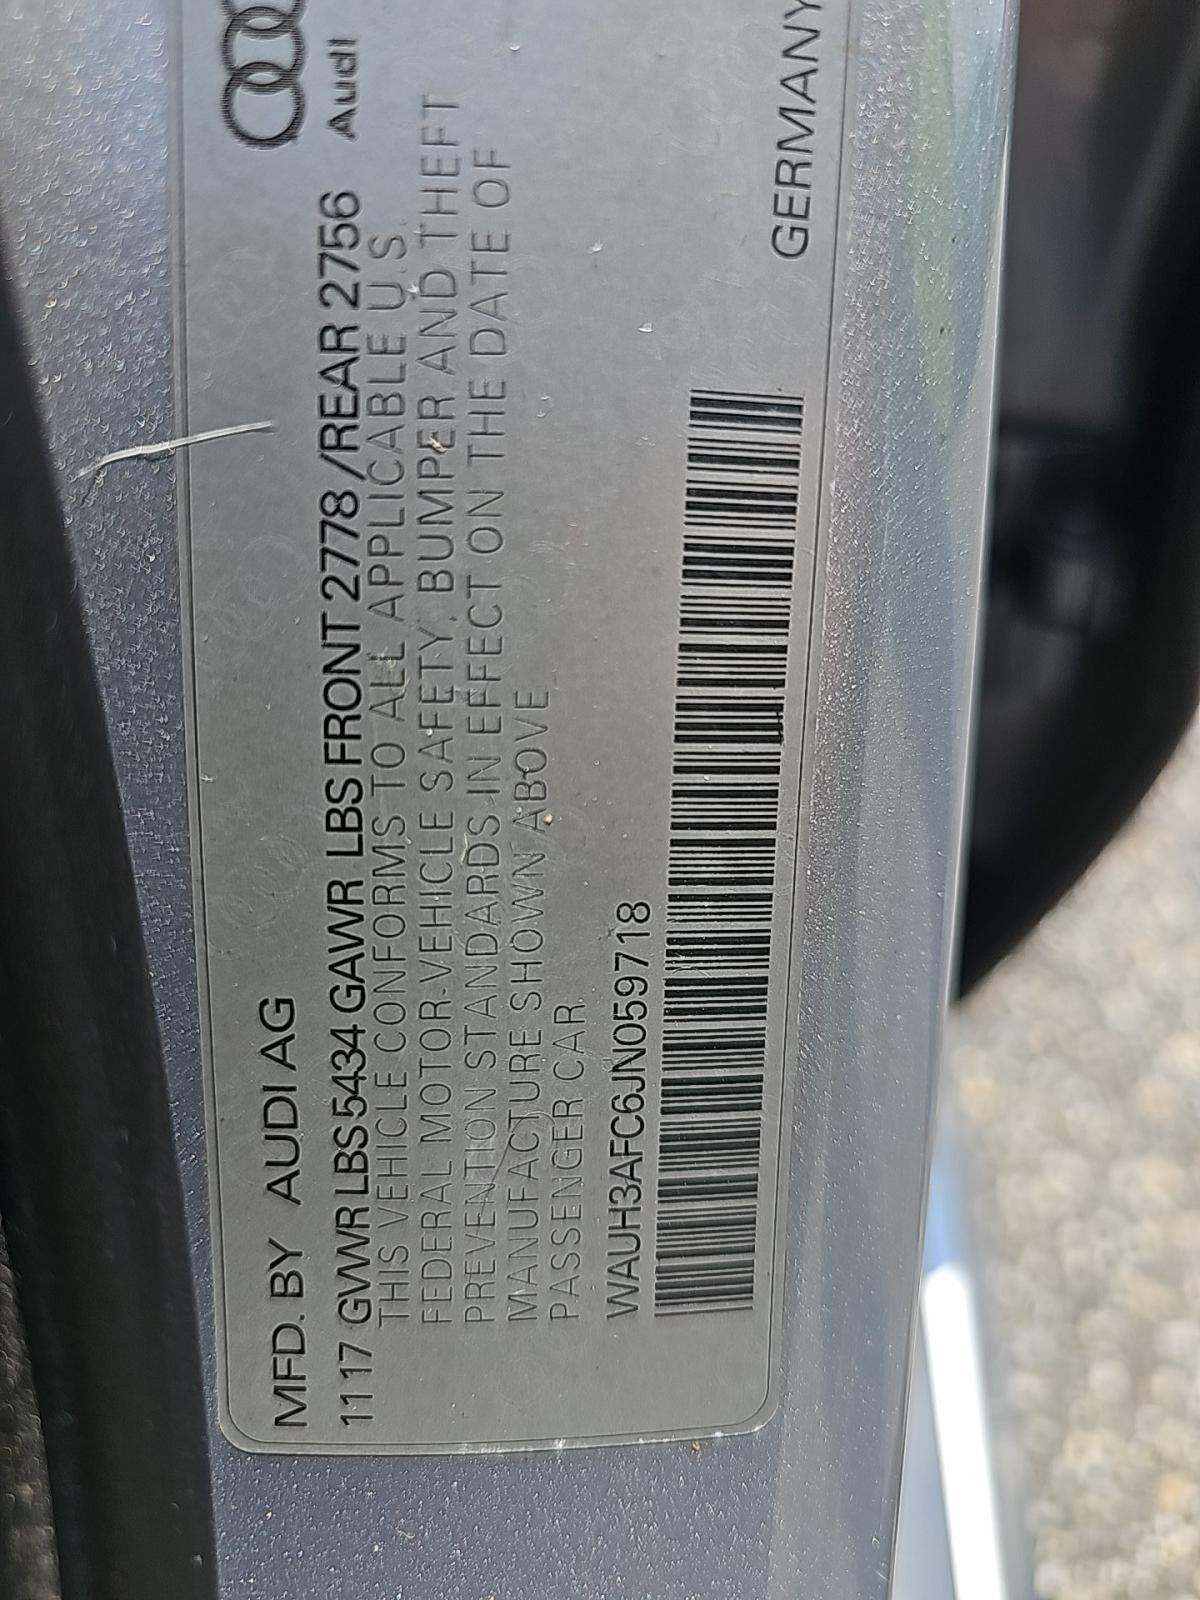 MFD. BY AUDI AG
Audi
11 17 GVWR LBS 5434 GAWR LBS FRONT 2778/REAR 2756
THIS VEHICLE CONFORMS TO ALL APPLICABLE U.S.
FEDERAL MOTOR-VEHICLE SAFETY, BUMPER AND THEFT
PREVENTION STANDARDS IN EFFECT ON THE DATE OF
MANUFACTURE SHOWN ABOVE
PASSENGER CAR
WAUH3AFC6JN059718
GERMANY